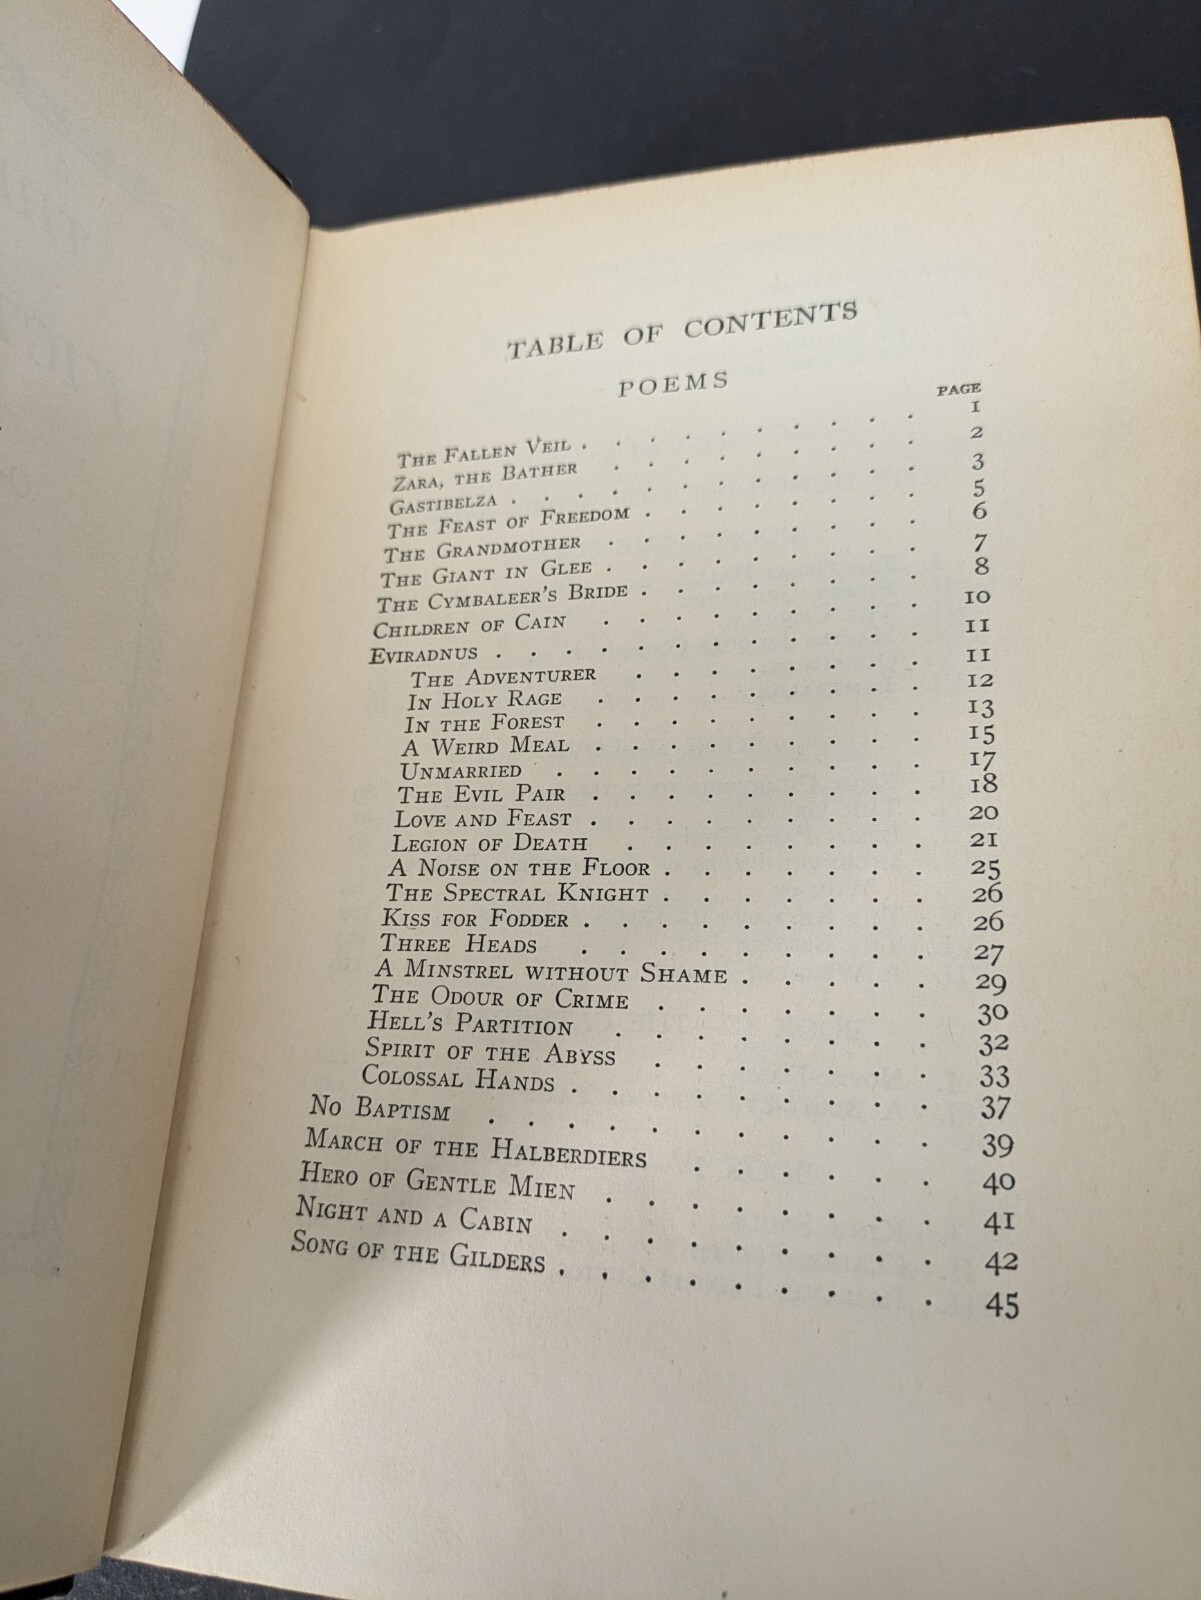 TABLE OF CONTENTS
POEMS
PAGE
THE FALLEN VEIL . . . . . . . . . . 1
ZARA, THE BATHER . . . . . . . . . 2
GASTIBELZA . . . . . . . . . . . . 3
THE FEAST OF FREEDOM . . . . . . . . 5
THE GRANDMOTHER . . . . . . . . . 6
THE GIANT IN GLEE . . . . . . . . . 7
THE CYMBALEER'S BRIDE . . . . . . . . 8
CHILDREN OF CAIN . . . . . . . . . 10
EVIRADNUS . . . . . . . . . . . . 11
THE ADVENTURER . . . . . . . . 11
IN HOLY RAGE . . . . . . . . . 12
IN THE FOREST . . . . . . . . . 13
A WEIRD MEAL . . . . . . . . . 15
UNMARRIED . . . . . . . . . . 17
THE EVIL PAIR . . . . . . . . . 18
LOVE AND FEAST . . . . . . . . . 20
LEGION OF DEATH . . . . . . . . 21
A NOISE ON THE FLOOR . . . . . . . 25
THE SPECTRAL KNIGHT . . . . . . . 26
KISS FOR FODDER . . . . . . . . . 26
THREE HEADS . . . . . . . . . 27
A MINSTREL WITHOUT SHAME . . . . . 29
THE ODOUR OF CRIME . . . . . . . 30
HELL'S PARTITION . . . . . . . . 32
SPIRIT OF THE ABYSS . . . . . . . 33
COLOSSAL HANDS . . . . . . . . . 37
NO BAPTISM . . . . . . . . . . . 39
MARCH OF THE HALBERDIERS . . . . . . 40
HERO OF GENTLE MIEN . . . . . . . . 41
NIGHT AND A CABIN . . . . . . . . . 42
SONG OF THE GILDERS . . . . . . . . . 45